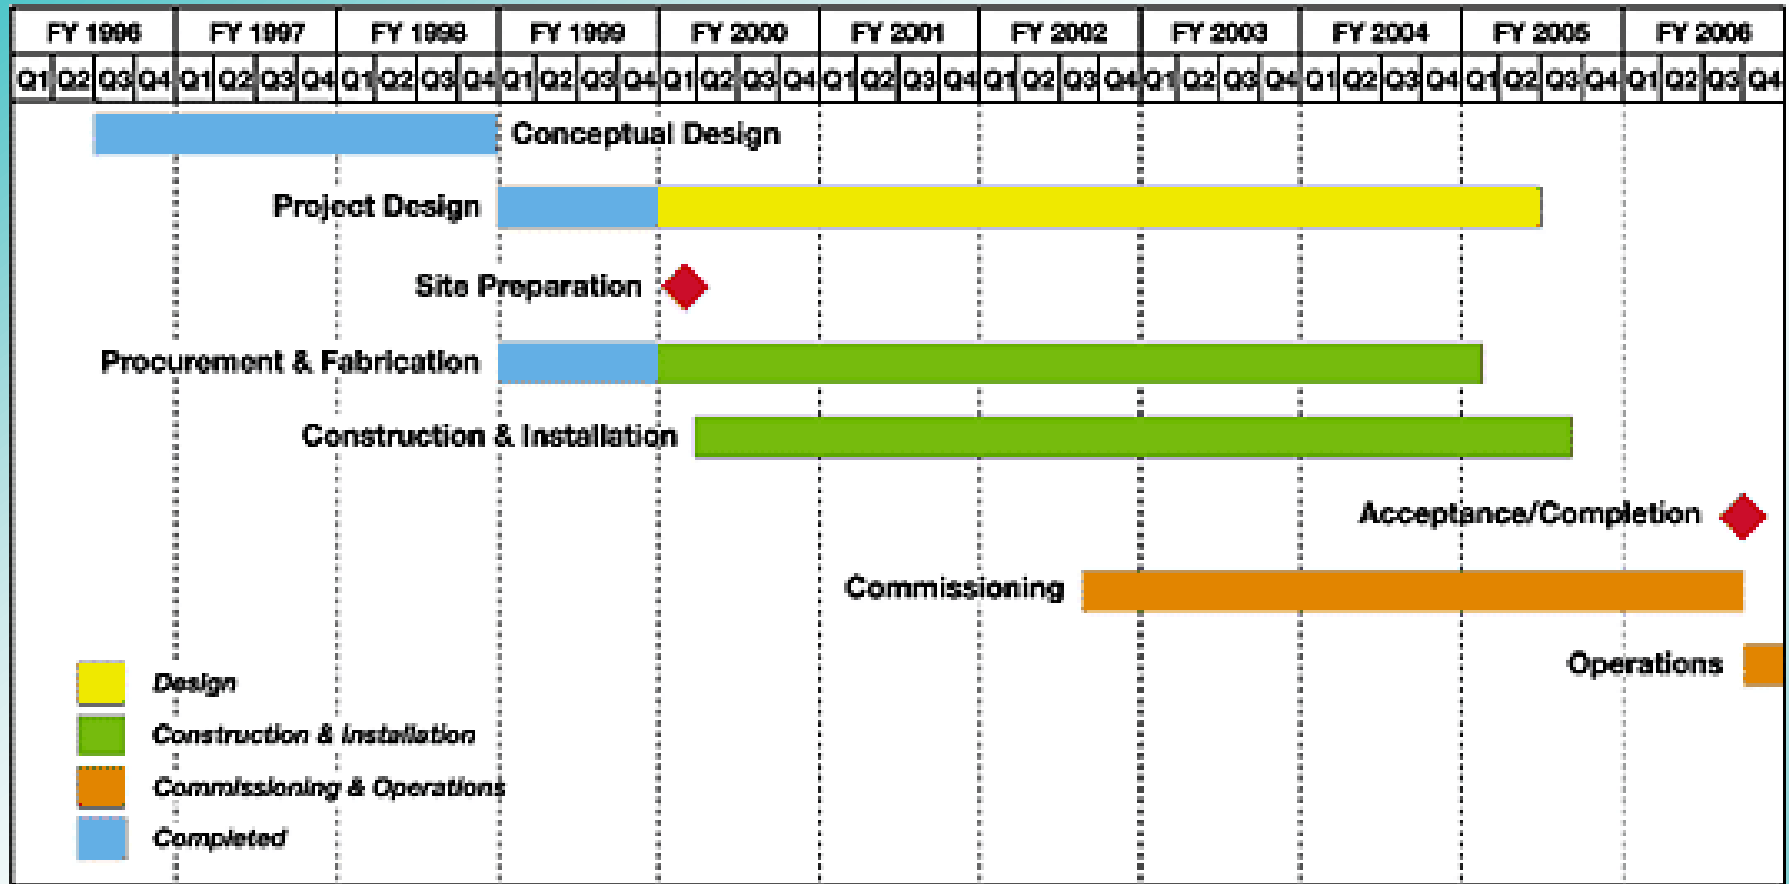 FY 1996 FY 1997 FY 1998 FY 1999 FY 2000 FY 2001 FY 2002 FY 2003 FY 2004 FY 2005 FY 2006
Q1 Q2 Q3 Q4 Q1 Q2 Q3 Q4 Q1 Q2 Q3 Q4 Q1 Q2 Q3 Q4 Q1 Q2 Q3 Q4 Q1 Q2 Q3 Q4 Q1 Q2 Q3 Q4 Q1 Q2 Q3 Q4 Q1 Q2 Q3 Q4 Q1 Q2 Q3 Q4 Q1 Q2 Q3 Q4
Conceptual Design
Project Design
Site Preparation
Procurement & Fabrication
Construction & Installation
Acceptance/Completion
Commissioning
Operations
Design
Construction & Installation
Commissioning & Operations
Completed